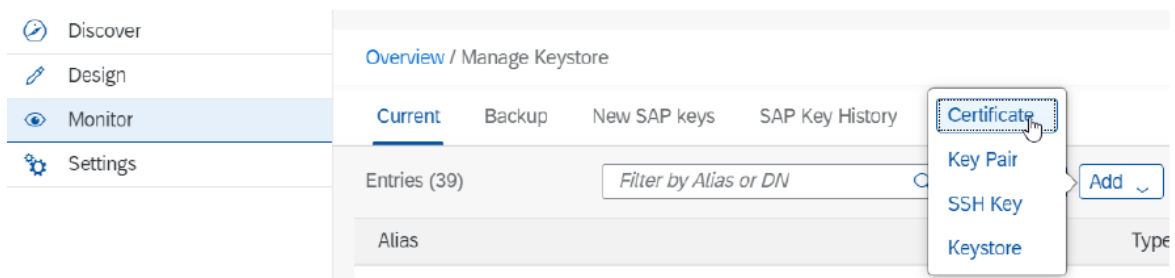 Discover
Design
Monitor
Settings
Overview / Manage Keystore
Current Backup New SAP keys SAP Key History
Certificate
Key Pair
SSH Key
Keystore
Entries (39) Filter by Alias or DN Add
Alias Type